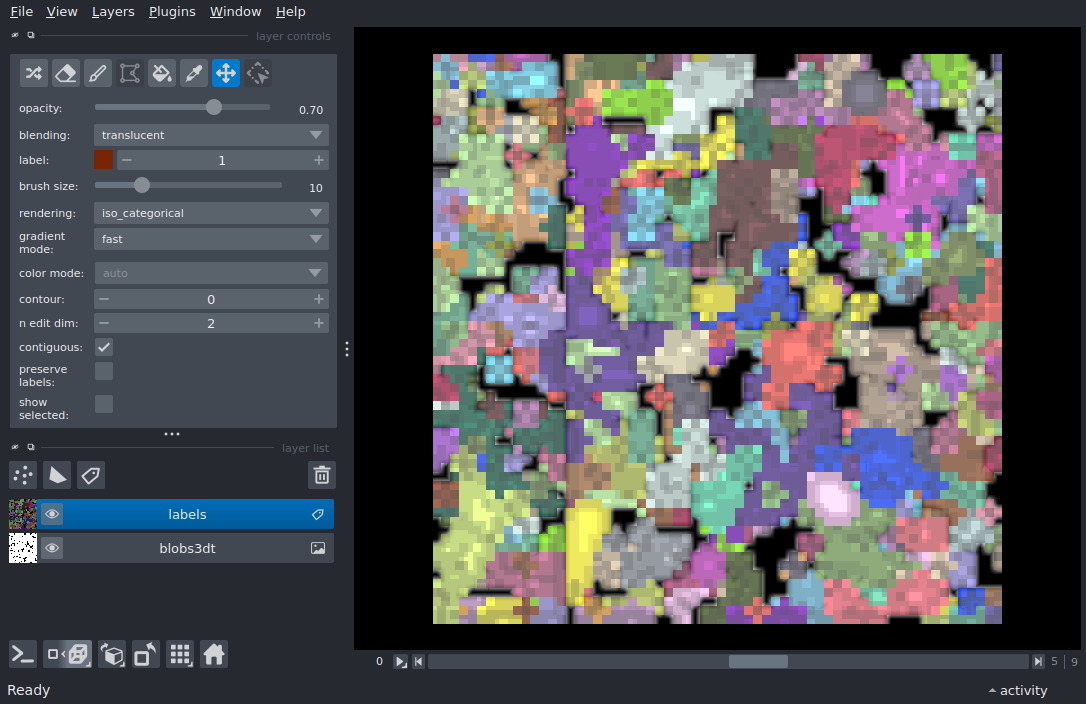 File View Layers Plugins Window Help
layer controls
opacity: 0.70
blending: translucent
label: 1
brush size: 10
rendering: iso_categorical
gradient
mode: fast
color mode: auto
contour: 0
n edit dim: 2
contiguous:
preserve
labels:
show
selected:
layer list
labels
blobs3dt
0 5 9
Ready activity